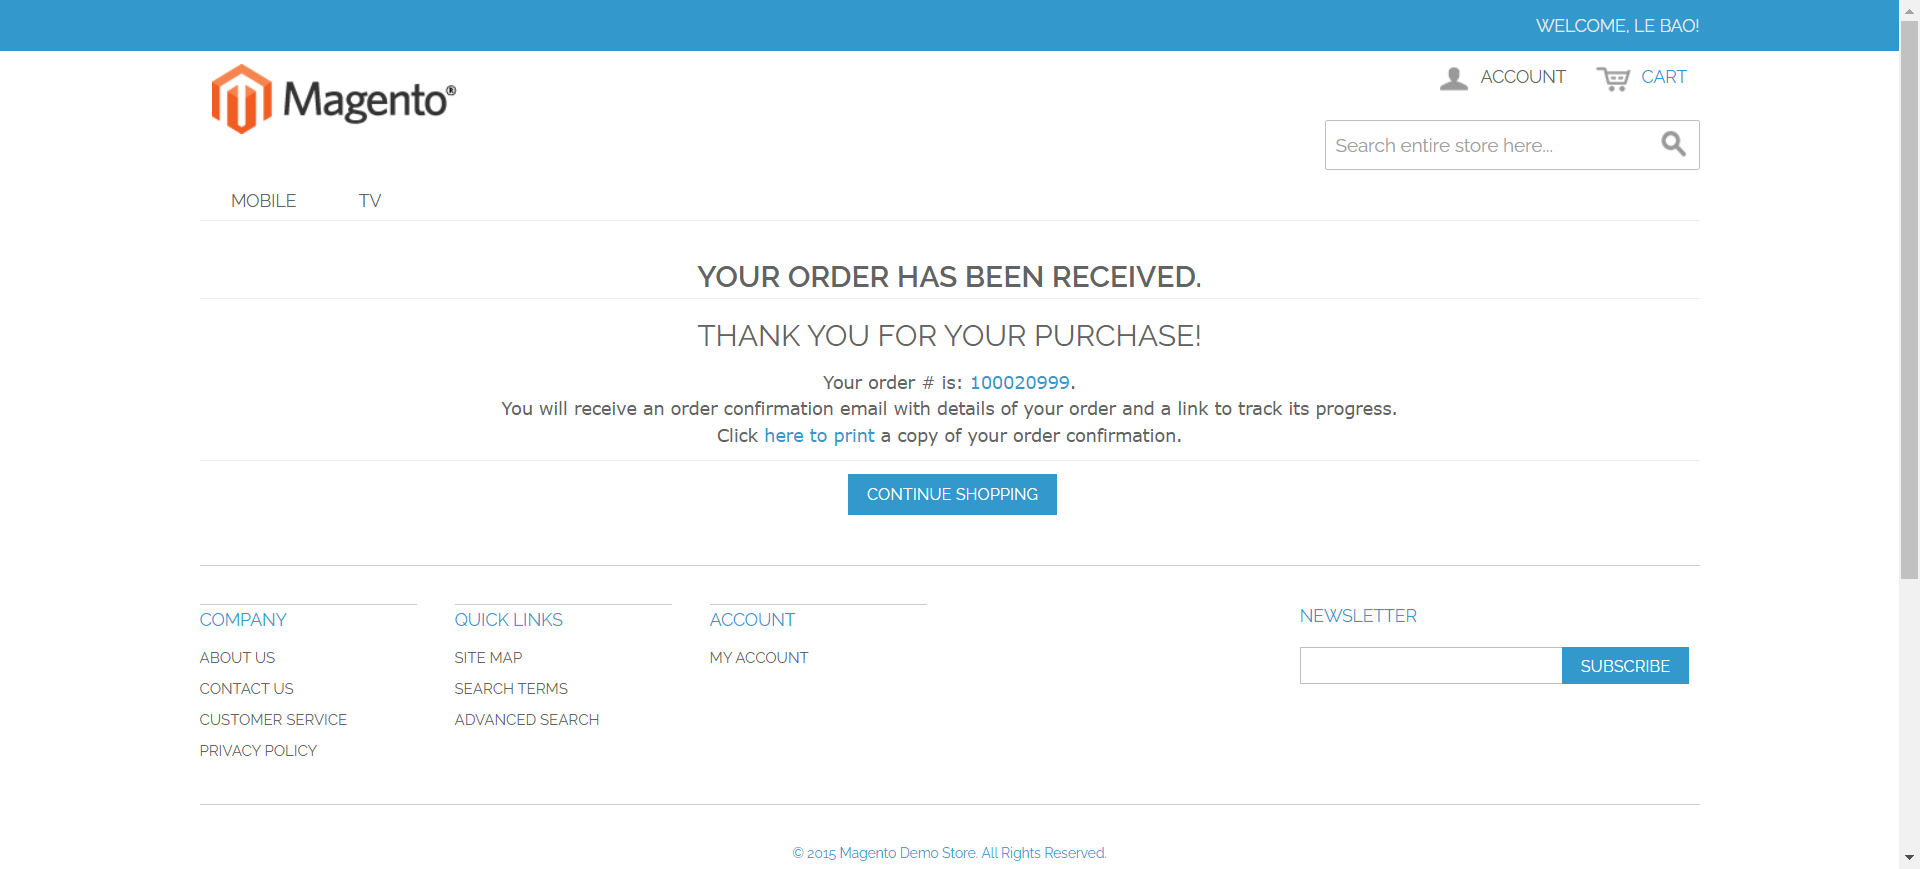 WELCOME, LE BAO!
Magento®
ACCOUNT
CART
Search entire store here...
MOBILE
TV
YOUR ORDER HAS BEEN RECEIVED.
THANK YOU FOR YOUR PURCHASE!
Your order # is: 100020999.
You will receive an order confirmation email with details of your order and a link to track its progress.
Click here to print a copy of your order confirmation.
CONTINUE SHOPPING
COMPANY
ABOUT US
CONTACT US
CUSTOMER SERVICE
PRIVACY POLICY
QUICK LINKS
SITE MAP
SEARCH TERMS
ADVANCED SEARCH
ACCOUNT
MY ACCOUNT
NEWSLETTER
SUBSCRIBE
© 2015 Magento Demo Store. All Rights Reserved.